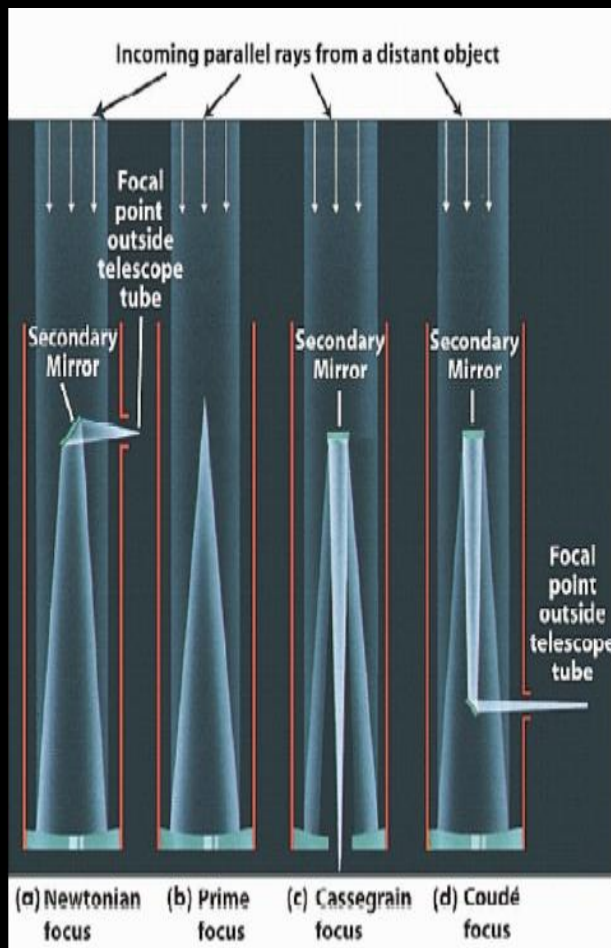 Incoming parallel rays from a distant object
Focal
point
outside
telescope
tube
Secondary
Mirror
Secondary
Mirror
Secondary
Mirror
Focal
point
outside
telescope
tube
(a) Newtonian
focus
(b) Prime
focus
(c) Cassegrain
focus
(d) Coudé
focus